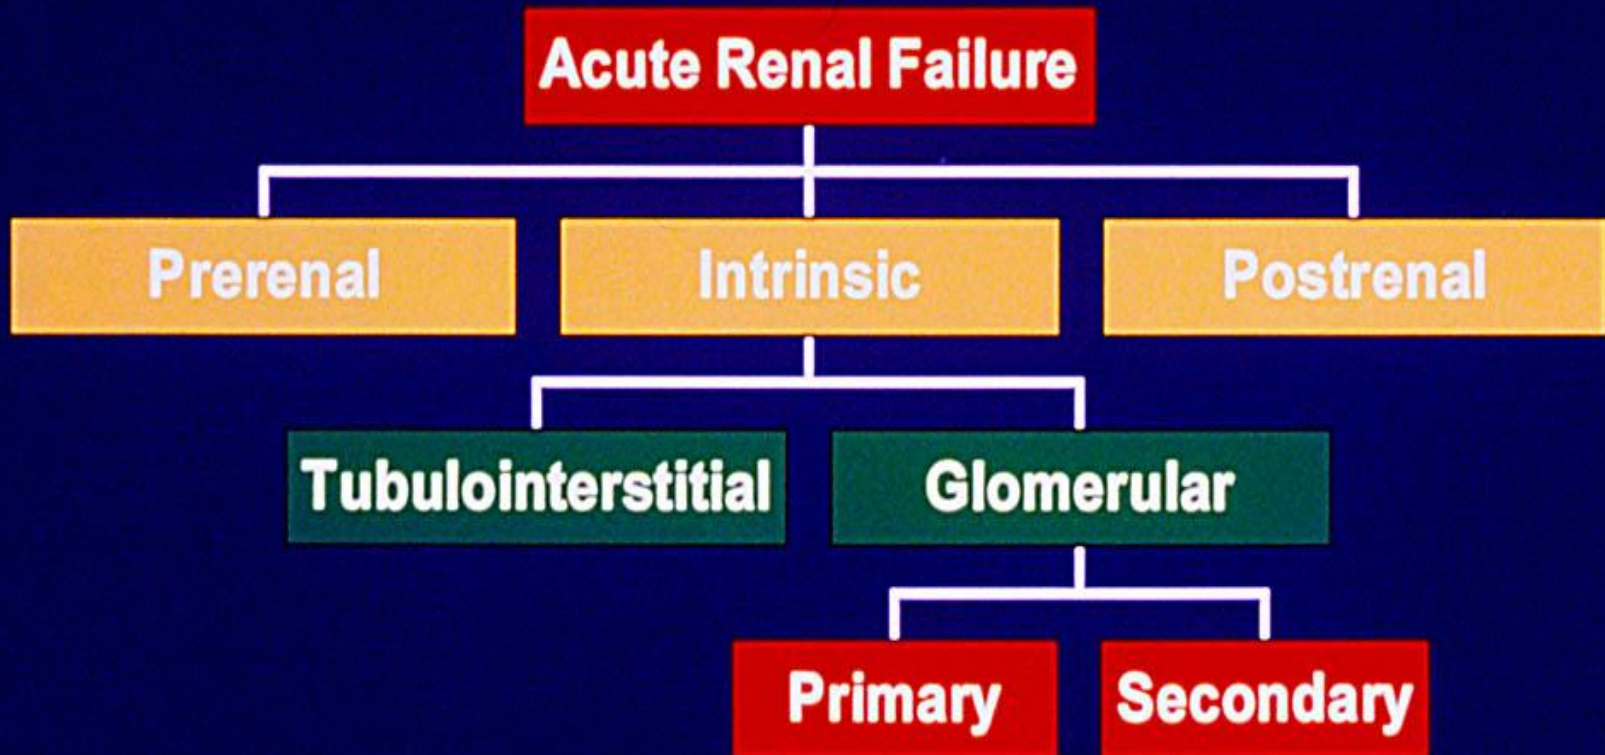 Acute Renal Failure
Prerenal
Intrinsic
Postrenal
Tubulointerstitial
Glomerular
Primary
Secondary